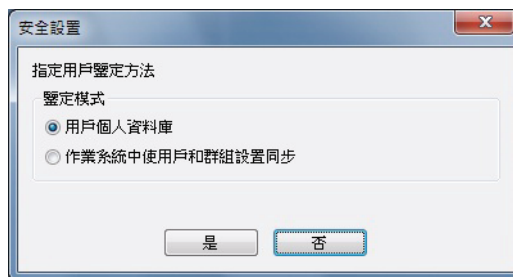 安全設置
指定用戶鑒定方法
鑒定模式
用戶個人資料庫
作業系統中使用戶和群組設置同步
是
否